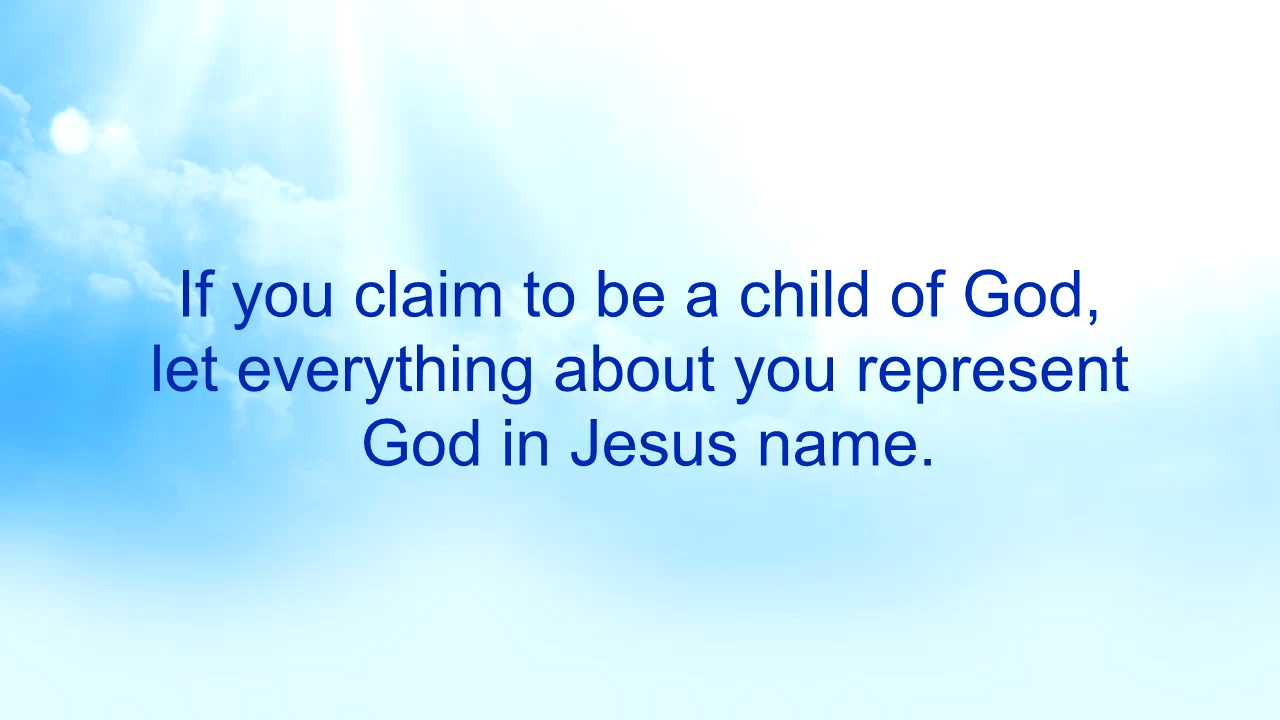 If you claim to be a child of God,
let everything about you represent
God in Jesus name.